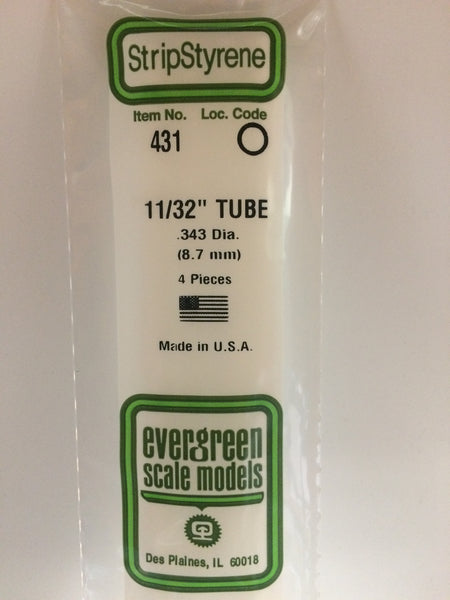 StripStyrene
Item No. Loc. Code
431 O
11/32" TUBE
.343 Dia.
(8.7 mm)
4 Pieces
Made in U.S.A.
evergreen
scale models
Des Plaines, IL 60018